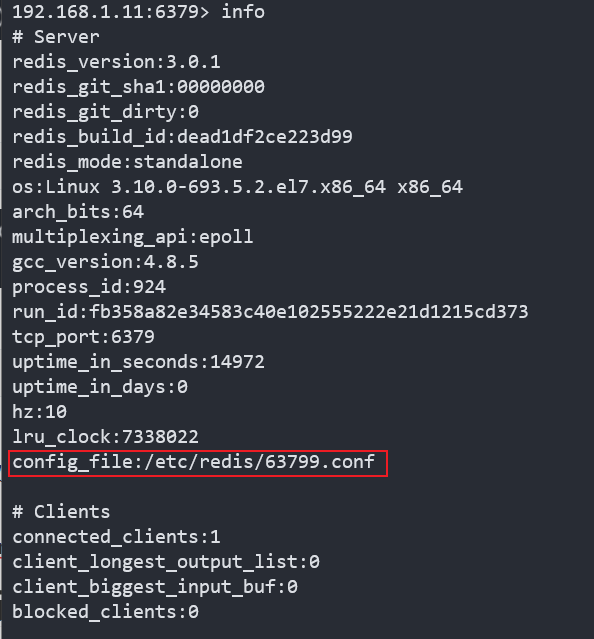 192.168.1.11:6379> info
# Server
redis_version:3.0.1
redis_git_sha1:00000000
redis_git_dirty:0
redis_build_id:dead1df2ce223d99
redis_mode:standalone
os:Linux 3.10.0-693.5.2.el7.x86_64 x86_64
arch_bits:64
multiplexing_api:epoll
gcc_version:4.8.5
process_id:924
run_id:fb358a82e34583c40e102555222e21d1215cd373
tcp_port:6379
uptime_in_seconds:14972
uptime_in_days:0
hz:10
lru_clock:7338022
config_file:/etc/redis/63799.conf
# Clients
connected_clients:1
client_longest_output_list:0
client_biggest_input_buf:0
blocked_clients:0